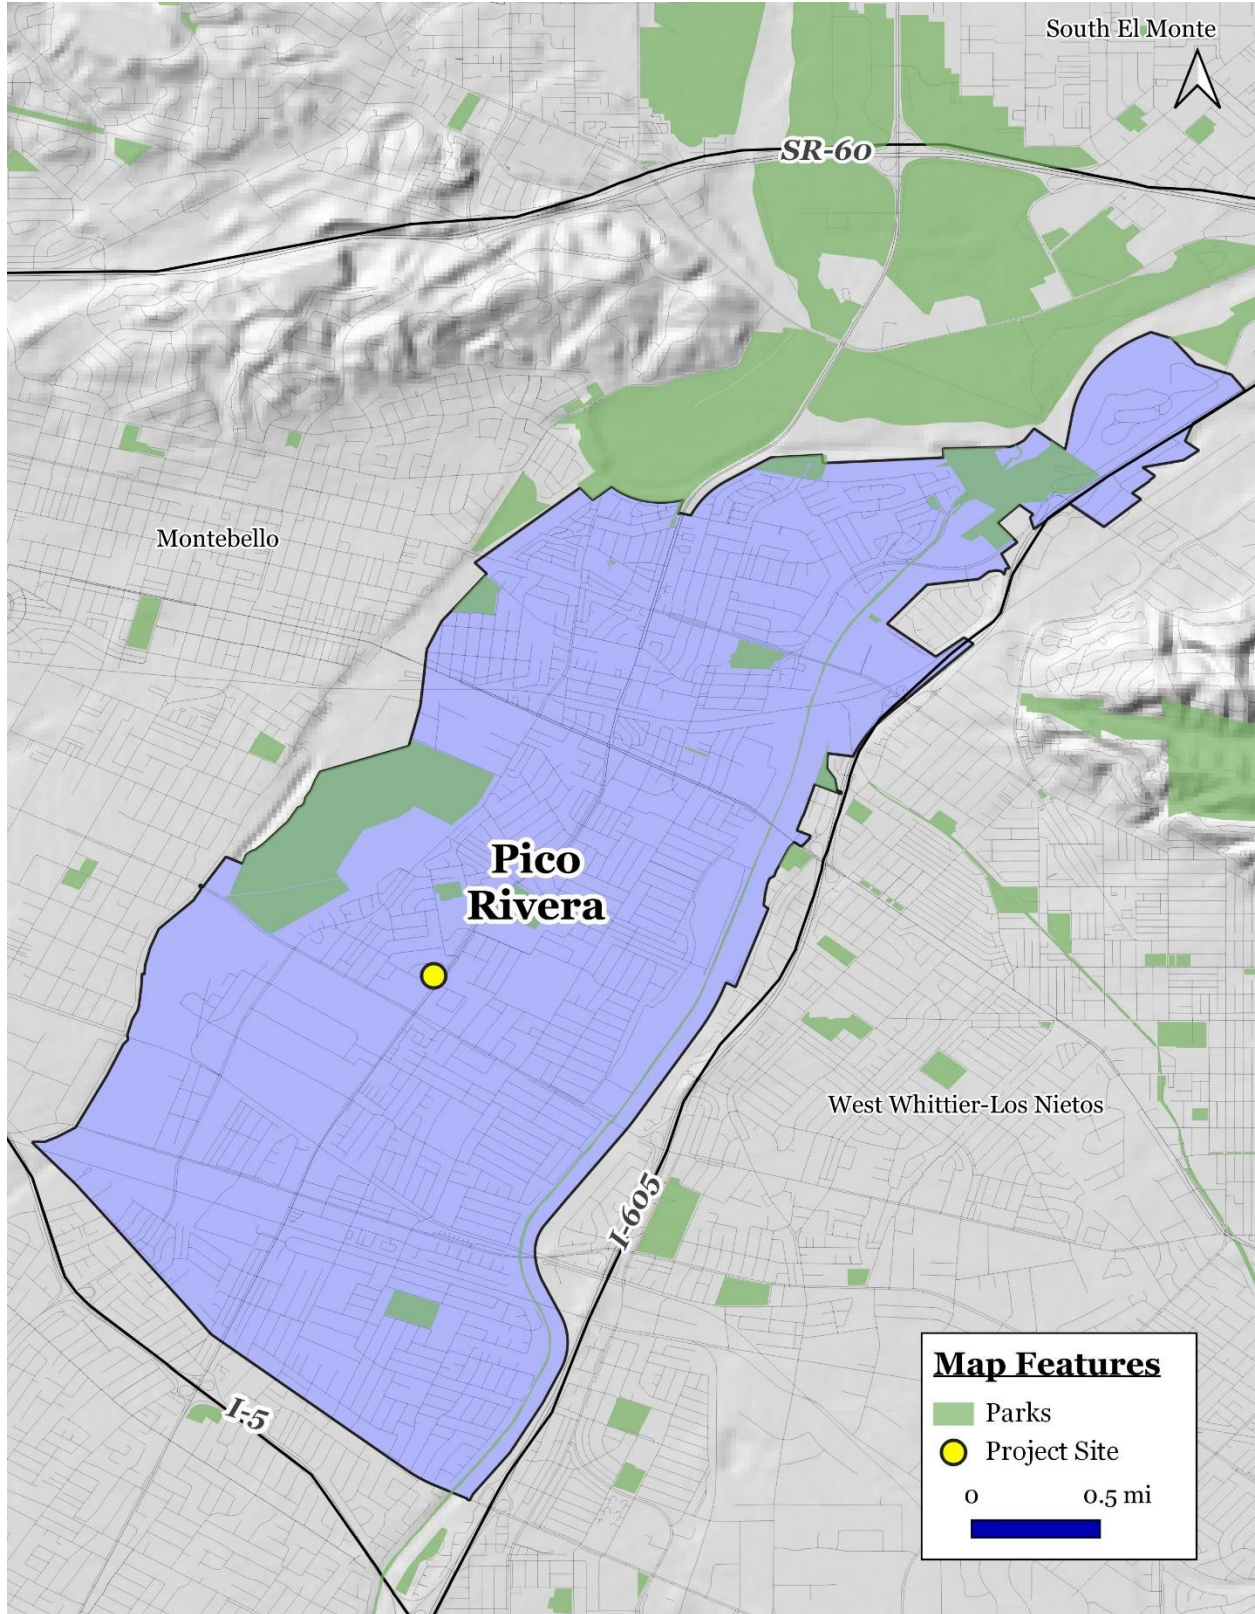 South El Monte
SR-60
Montebello
Pico
Rivera
West Whittier-Los Nietos
I-605
I-5
Map Features
Parks
Project Site
0 0.5 mi